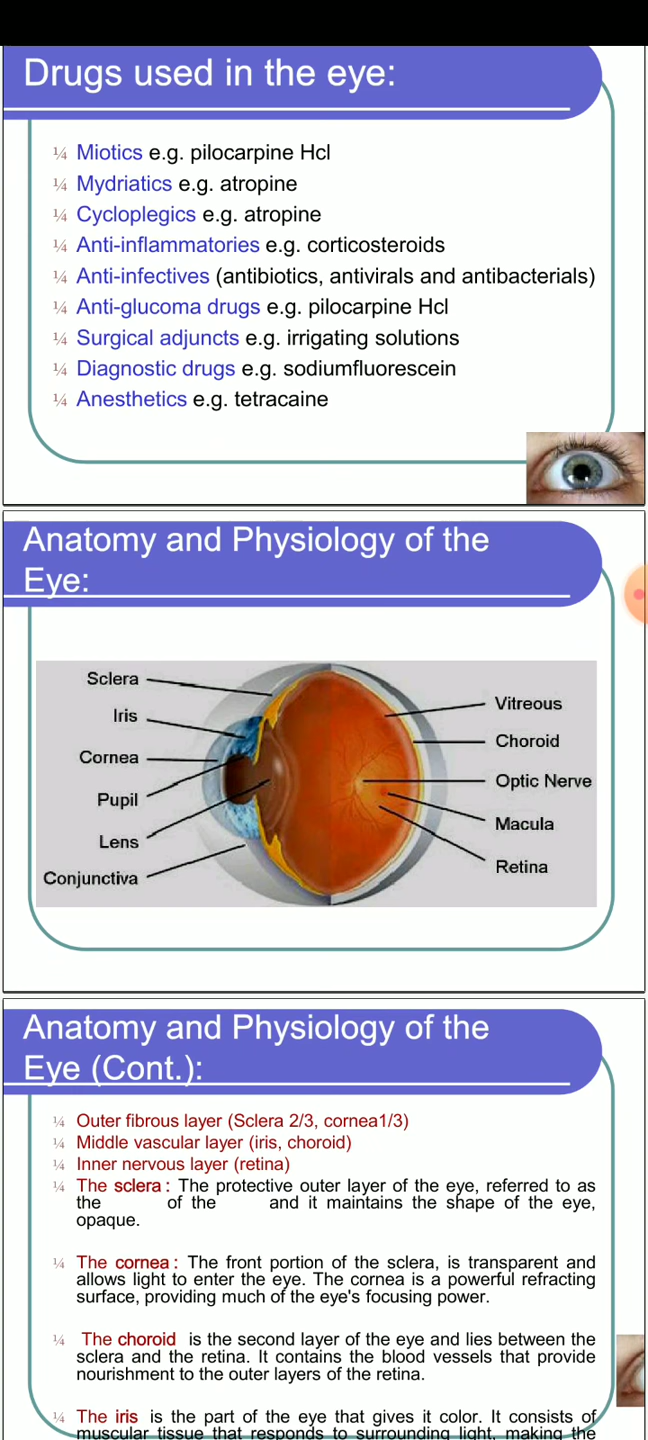 Drugs used in the eye:
¼ Miotics e.g. pilocarpine Hcl
¼ Mydriatics e.g. atropine
¼ Cycloplegics e.g. atropine
¼ Anti-inflammatories e.g. corticosteroids
¼ Anti-infectives (antibiotics, antivirals and antibacterials)
¼ Anti-glucoma drugs e.g. pilocarpine Hcl
¼ Surgical adjuncts e.g. irrigating solutions
¼ Diagnostic drugs e.g. sodiumfluorescein
¼ Anesthetics e.g. tetracaine
Anatomy and Physiology of the
Eye:
Sclera
Iris
Cornea
Pupil
Lens
Conjunctiva
Vitreous
Choroid
Optic Nerve
Macula
Retina
Anatomy and Physiology of the
Eye (Cont.):
¼ Outer fibrous layer (Sclera 2/3, cornea1/3)
¼ Middle vascular layer (iris, choroid)
¼ Inner nervous layer (retina)
¼ The sclera : The protective outer layer of the eye, referred to as
the of the and it maintains the shape of the eye,
opaque.
¼ The cornea : The front portion of the sclera, is transparent and
allows light to enter the eye. The cornea is a powerful refracting
surface, providing much of the eye's focusing power.
¼ The choroid is the second layer of the eye and lies between the
sclera and the retina. It contains the blood vessels that provide
nourishment to the outer layers of the retina.
¼ The iris is the part of the eye that gives it color. It consists of
muscular tissue that responds to surrounding light, making the